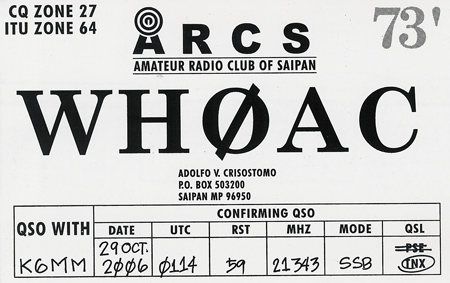 CQ ZONE 27
ITU ZONE 64
ARCS
AMATEUR RADIO CLUB OF SAIPAN
73'
WHØAC
ADOLFO V. CRISOSTOMO
P.O. BOX 503200
SAIPAN MP 96950
CONFIRMING QSO
QSO WITH DATE UTC RST MHZ MODE QSL
29 OCT. PSE
K6MM 2ØØ6 Ø114 59 21343 SSB TNX